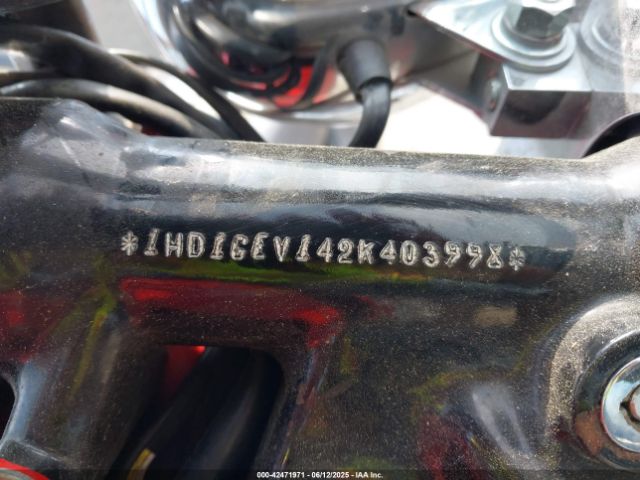 *1HD1GEV142K403998*
000-42471971 - 06/12/2025 - IAA Inc.